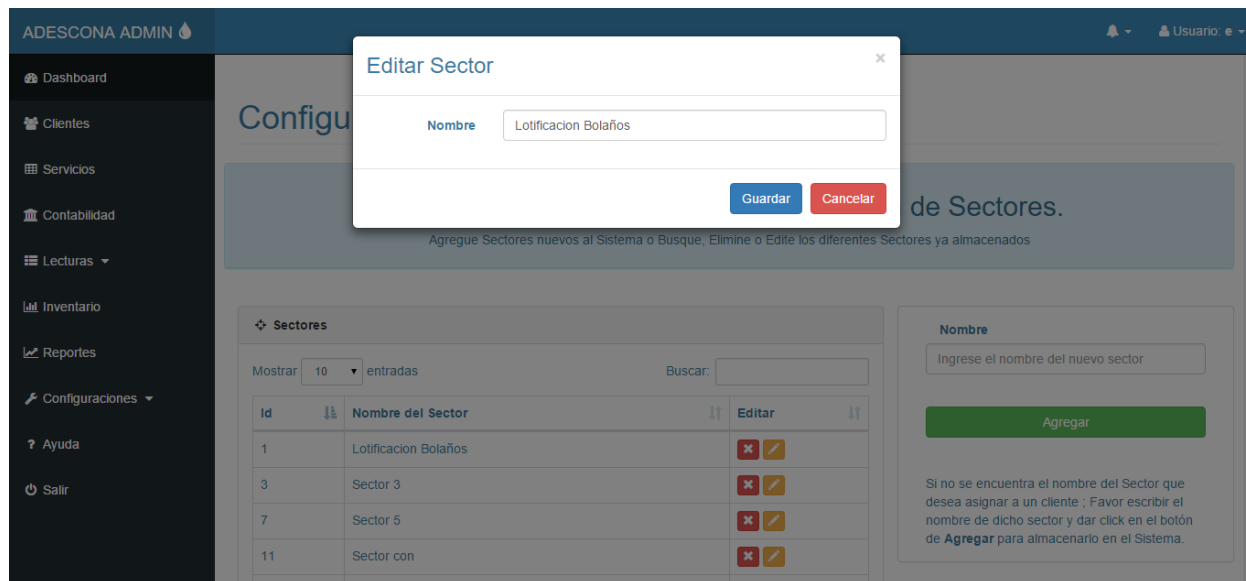 ADESCONA ADMIN
Usuario: e
Dashboard
Clientes
Servicios
Contabilidad
Lecturas
Inventario
Reportes
Configuraciones
? Ayuda
Salir
Editar Sector
×
Nombre
Lotificacion Bolaños
Guardar
Cancelar
Configu
de Sectores.
Agregue Sectores nuevos al Sistema o Busque, Elimine o Edite los diferentes Sectores ya almacenados
Sectores
Mostrar 10 entradas
Buscar:
Id Nombre del Sector Editar
1 Lotificacion Bolaños
3 Sector 3
7 Sector 5
11 Sector con
Nombre
Ingrese el nombre del nuevo sector
Agregar
Si no se encuentra el nombre del Sector que
desea asignar a un cliente ; Favor escribir el
nombre de dicho sector y dar click en el botón
de Agregar para almacenarlo en el Sistema.